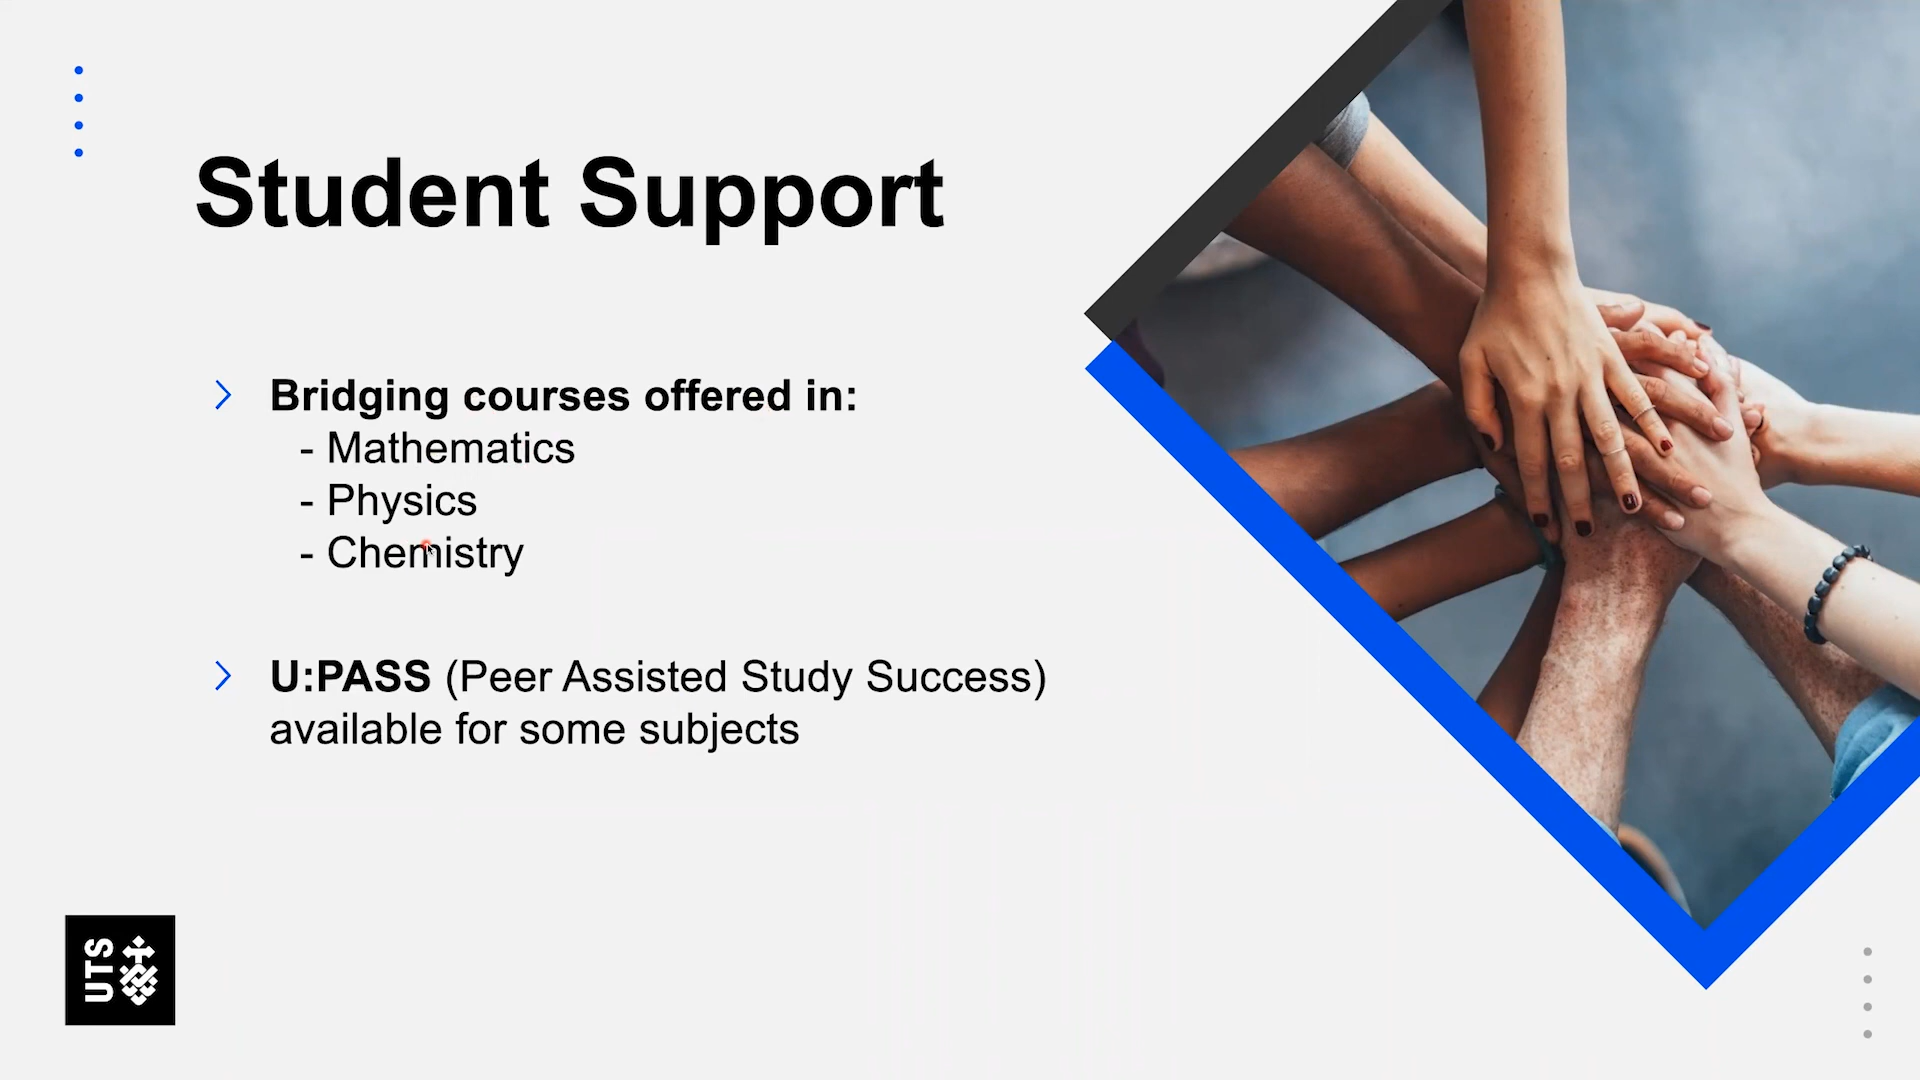 Student Support
Bridging courses offered in:
- Mathematics
- Physics
- Chemistry
U:PASS (Peer Assisted Study Success)
available for some subjects
UTS